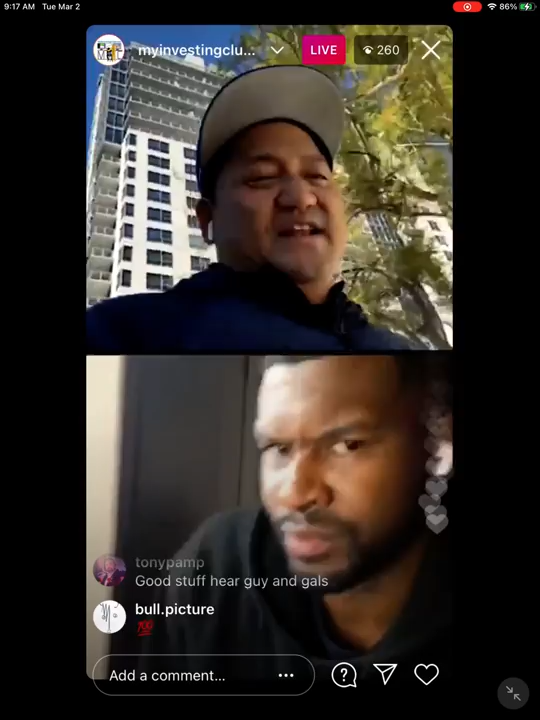 9:17 AM Tue Mar 2
86%
myinvestingclu...
LIVE
260
tonypamp
Good stuff hear guy and gals
bull.picture
💯
Add a comment...